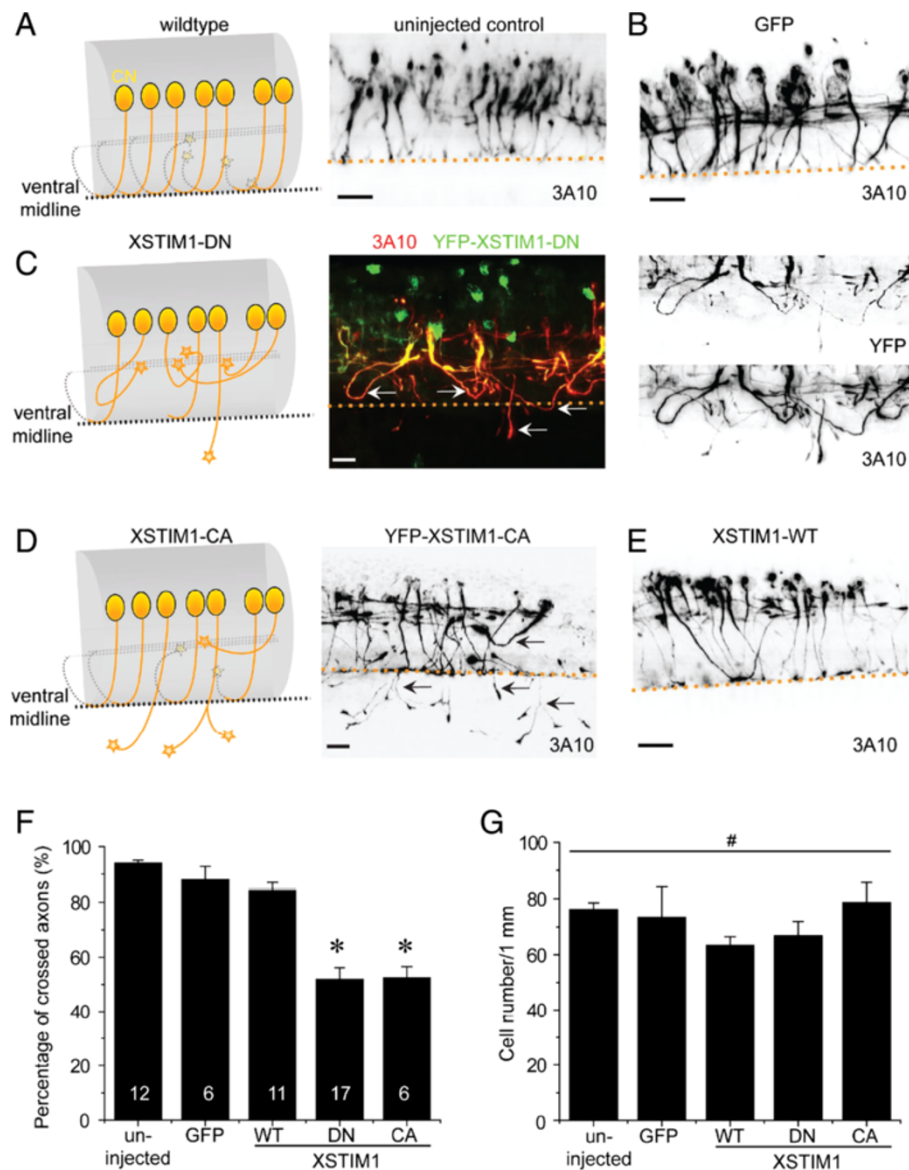 A
wildtype
uninjected control
B
GFP
CN
ventral
midline
3A10
3A10
C
XSTIM1-DN
3A10 YFP-XSTIM1-DN
YFP
ventral
midline
3A10
D
XSTIM1-CA
YFP-XSTIM1-CA
E
XSTIM1-WT
ventral
midline
3A10
3A10
F
Percentage of crossed axons (%)
100
80
60
40
20
0
* *
12 6 11 17 6
un-
injected
GFP WT DN CA
XSTIM1
G
Cell number/1 mm
100
80
60
40
20
0
#
un-
injected
GFP WT DN CA
XSTIM1